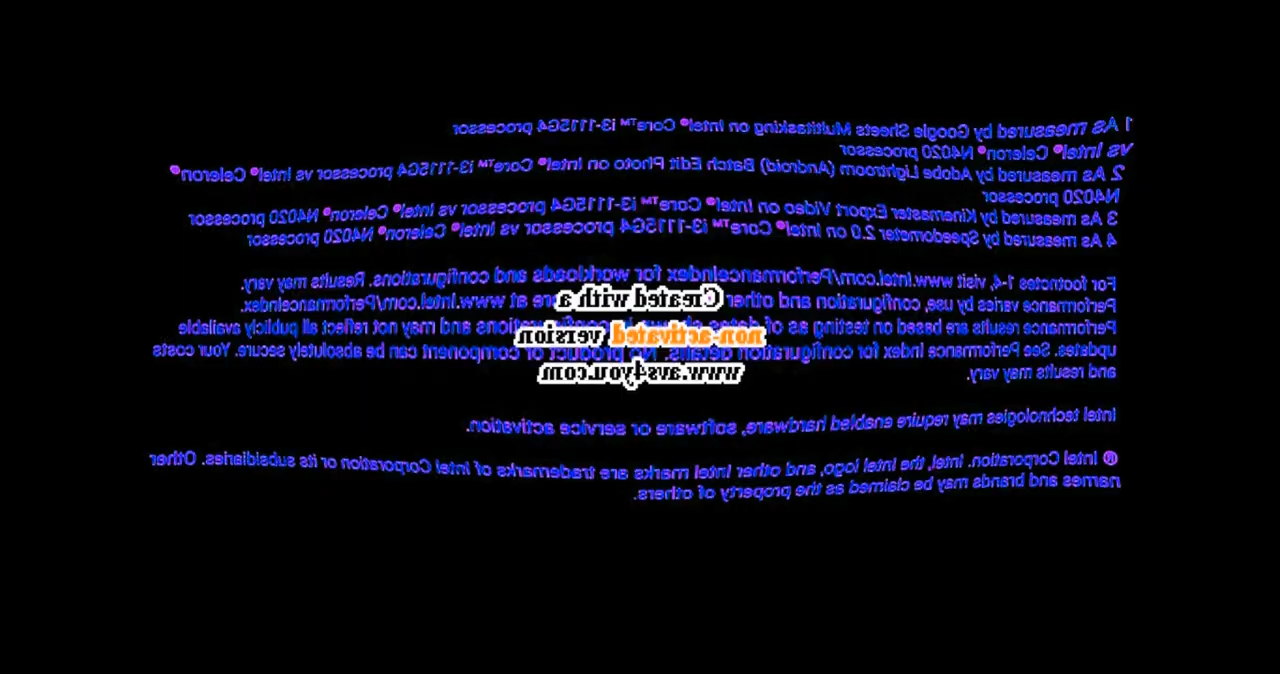 1 As measured by Google Sheets Multitasking on Intel® Core™ i3-1115G4 processor
vs Intel® Celeron® N4020 processor
2. As measured by Adobe Lightroom (Android) Batch Edit Photo on Intel® Core™ i3-1115G4 processor vs Intel® Celeron®
N4020 processor
3 As measured by Kinemaster Export Video on Intel® Core™ i3-1115G4 processor vs Intel® Celeron® N4020 processor
4 As measured by Speedometer 2.0 on Intel® Core™ i3-1115G4 processor vs Intel® Celeron® N4020 processor
For footnotes 1-4, visit www.Intel.com/PerformanceIndex for workloads and configurations. Results may vary.
Performance varies by use, configuration and other at www.Intel.com/PerformanceIndex.
Performance results are based on testing as of dates and may not reflect all publicly available
updates. See Performance Index for configuration details. No product or component can be absolutely secure. Your costs
and results may vary.
Intel technologies may require enabled hardware, software or service activation.
® Intel Corporation. Intel, the Intel logo, and other Intel marks are trademarks of Intel Corporation or its subsidiaries. Other
names and brands may be claimed as the property of others.
Created with a
non-activated version
www.avs4you.com